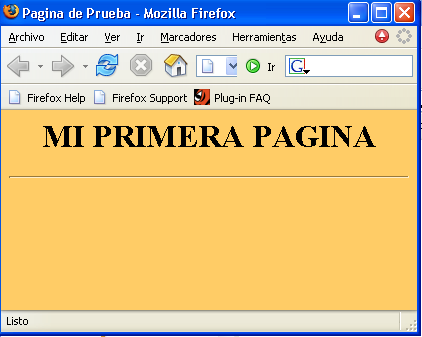 Pagina de Prueba - Mozilla Firefox
Archivo Editar Ver Ir Marcadores Herramientas Ayuda
Ir G
Firefox Help Firefox Support Plug-in FAQ
MI PRIMERA PAGINA
Listo